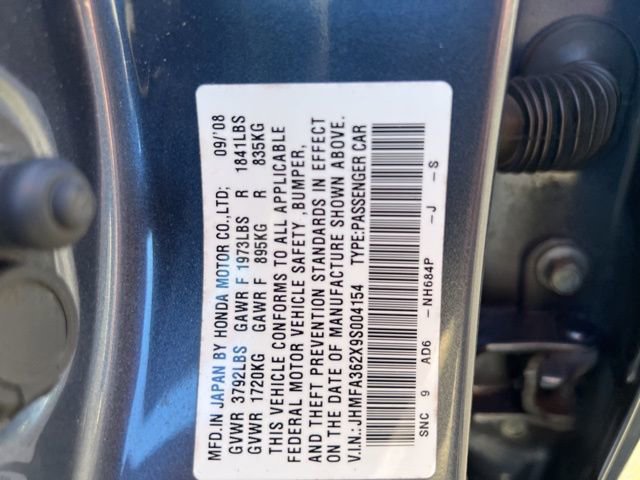 MFD.IN JAPAN BY HONDA MOTOR CO.,LTD; 09/'08
GVWR 3792LBS GAWR F 1973LBS R 1841LBS
GVWR 1720KG GAWR F 895KG R 835KG
THIS VEHICLE CONFORMS TO ALL APPLICABLE
FEDERAL MOTOR VEHICLE SAFETY ,BUMPER,
AND THEFT PREVENTION STANDARDS IN EFFECT
ON THE DATE OF MANUFACTURE SHOWN ABOVE.
V.I.N.:JHMFA362X9S004154 TYPE:PASSENGER CAR
SNC 9 AD6 -NH684P -J -S